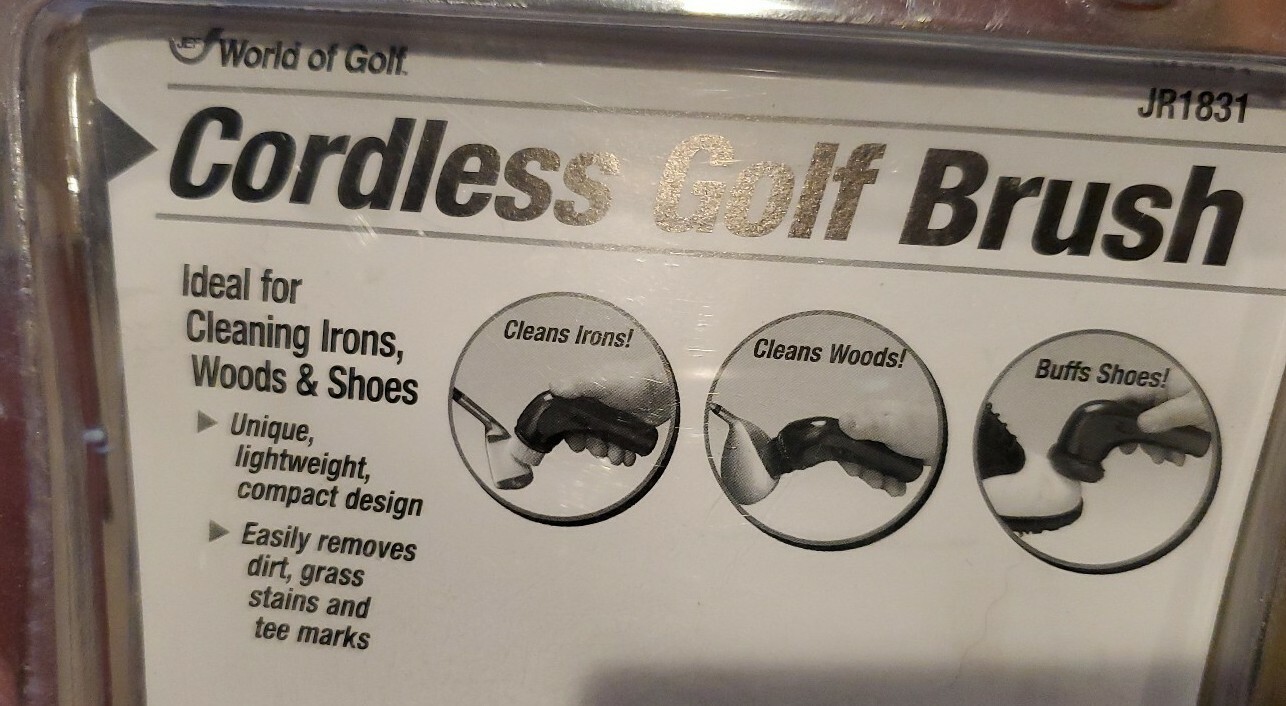 JEF World of Golf.
JR1831
Cordless Golf Brush
Ideal for
Cleaning Irons,
Woods & Shoes
Unique,
lightweight,
compact design
Easily removes
dirt, grass
stains and
tee marks
Cleans Irons!
Cleans Woods!
Buffs Shoes!